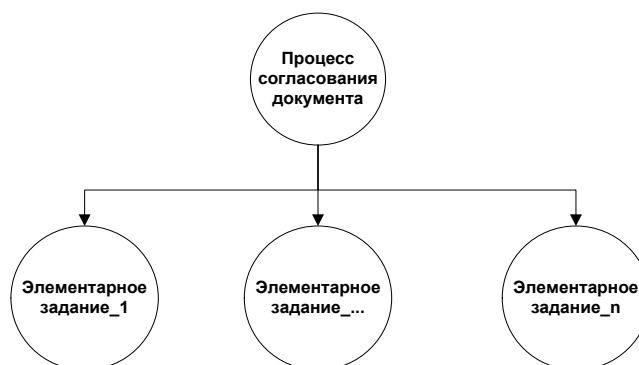 Процесс
согласования
документа
Элементарное
задание_1
Элементарное
задание_...
Элементарное
задание_n